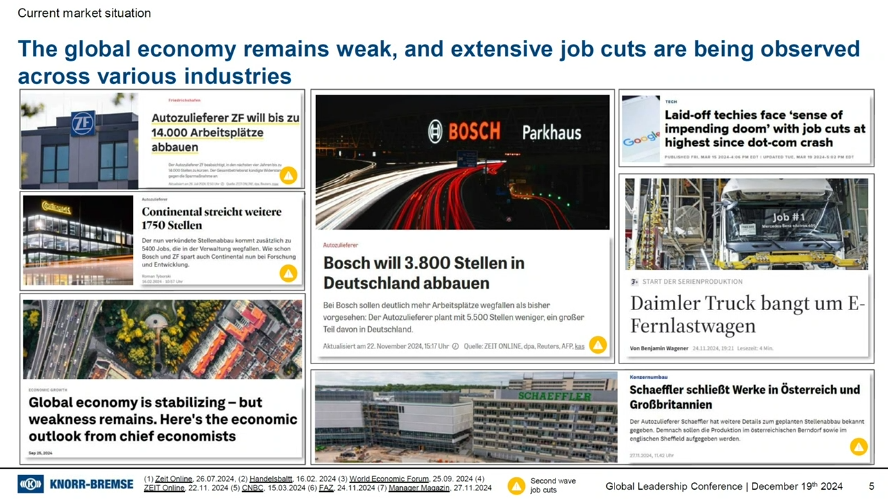 Current market situation
The global economy remains weak, and extensive job cuts are being observed
across various industries
ZF
Friedrichshafen
Autozulieferer ZF will bis zu
14.000 Arbeitsplätze
abbauen
Continental
Autozulieferer
Continental streicht weitere
1750 Stellen
Der nun verkündete Stellenabbau kommt zusätzlich zu
5400 Jobs, die in der Verwaltung wegfallen. Wie schon
Bosch und ZF spart auch Continental nun bei Forschung
und Entwicklung.
ECONOMIC GROWTH
Global economy is stabilizing – but
weakness remains. Here's the economic
outlook from chief economists
Sep 25, 2024
BOSCH Parkhaus
Autozulieferer
Bosch will 3.800 Stellen in
Deutschland abbauen
Bei Bosch sollen deutlich mehr Arbeitsplätze wegfallen als bisher
vorgesehen: Der Autozulieferer plant mit 5.500 Stellen weniger, ein großer
Teil davon in Deutschland.
Aktualisiert am 22. November 2024, 15:17 Uhr Quelle: ZEIT ONLINE, dpa, Reuters, AFP, kas
Google
TECH
Laid-off techies face ‘sense of
impending doom’ with job cuts at
highest since dot-com crash
PUBLISHED FRI, MAR 15 2024 4:06 PM EDT | UPDATED TUE, MAR 19 2024
Job #1
START DER SERIENPRODUKTION
Daimler Truck bangt um E-
Fernlastwagen
Von Benjamin Wagener 24.11.2024, 19:21 Lesezeit: 4 Min.
SCHAEFFLER
Konzernumbau
Schaeffler schließt Werke in Österreich und
Großbritannien
Der Autozulieferer Schaeffler hat weitere Details zum geplanten Stellenabbau bekannt
gegeben. Demnach sollen die Produktion im österreichischen Berndorf sowie im
englischen Sheffield aufgegeben werden.
27.11.2024, 11.42 Uhr
KNORR-BREMSE
(1) Zeit Online, 26.07.2024, (2) Handelsblatt, 16.02. 2024 (3) World Economic Forum, 25.09. 2024 (4)
ZEIT Online, 22.11. 2024 (5) CNBC, 15.03.2024 (6) FAZ, 24.11.2024 (7) Manager Magazin, 27.11.2024
Second wave
job cuts
Global Leadership Conference | December 19th 2024 5